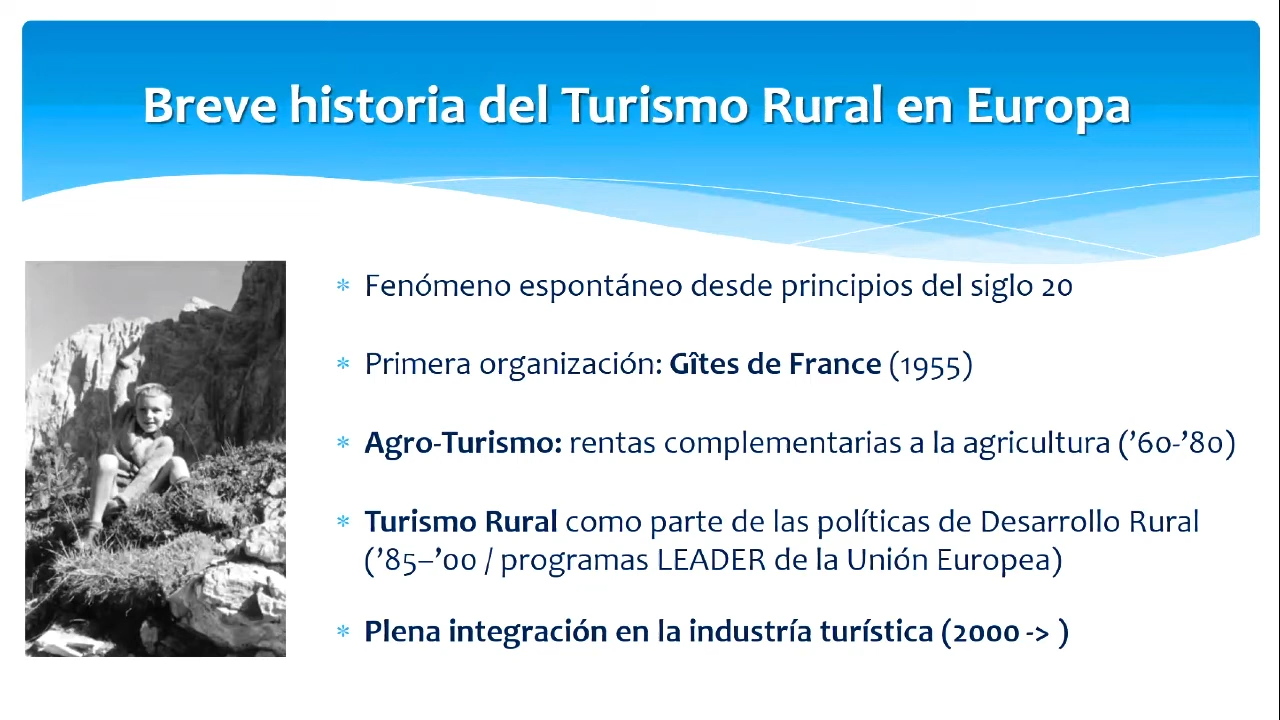 Breve historia del Turismo Rural en Europa
* Fenómeno espontáneo desde principios del siglo 20
* Primera organización: Gîtes de France (1955)
* Agro-Turismo: rentas complementarias a la agricultura (’60-’80)
* Turismo Rural como parte de las políticas de Desarrollo Rural
(’85–’00 / programas LEADER de la Unión Europea)
* Plena integración en la industría turística (2000 -> )